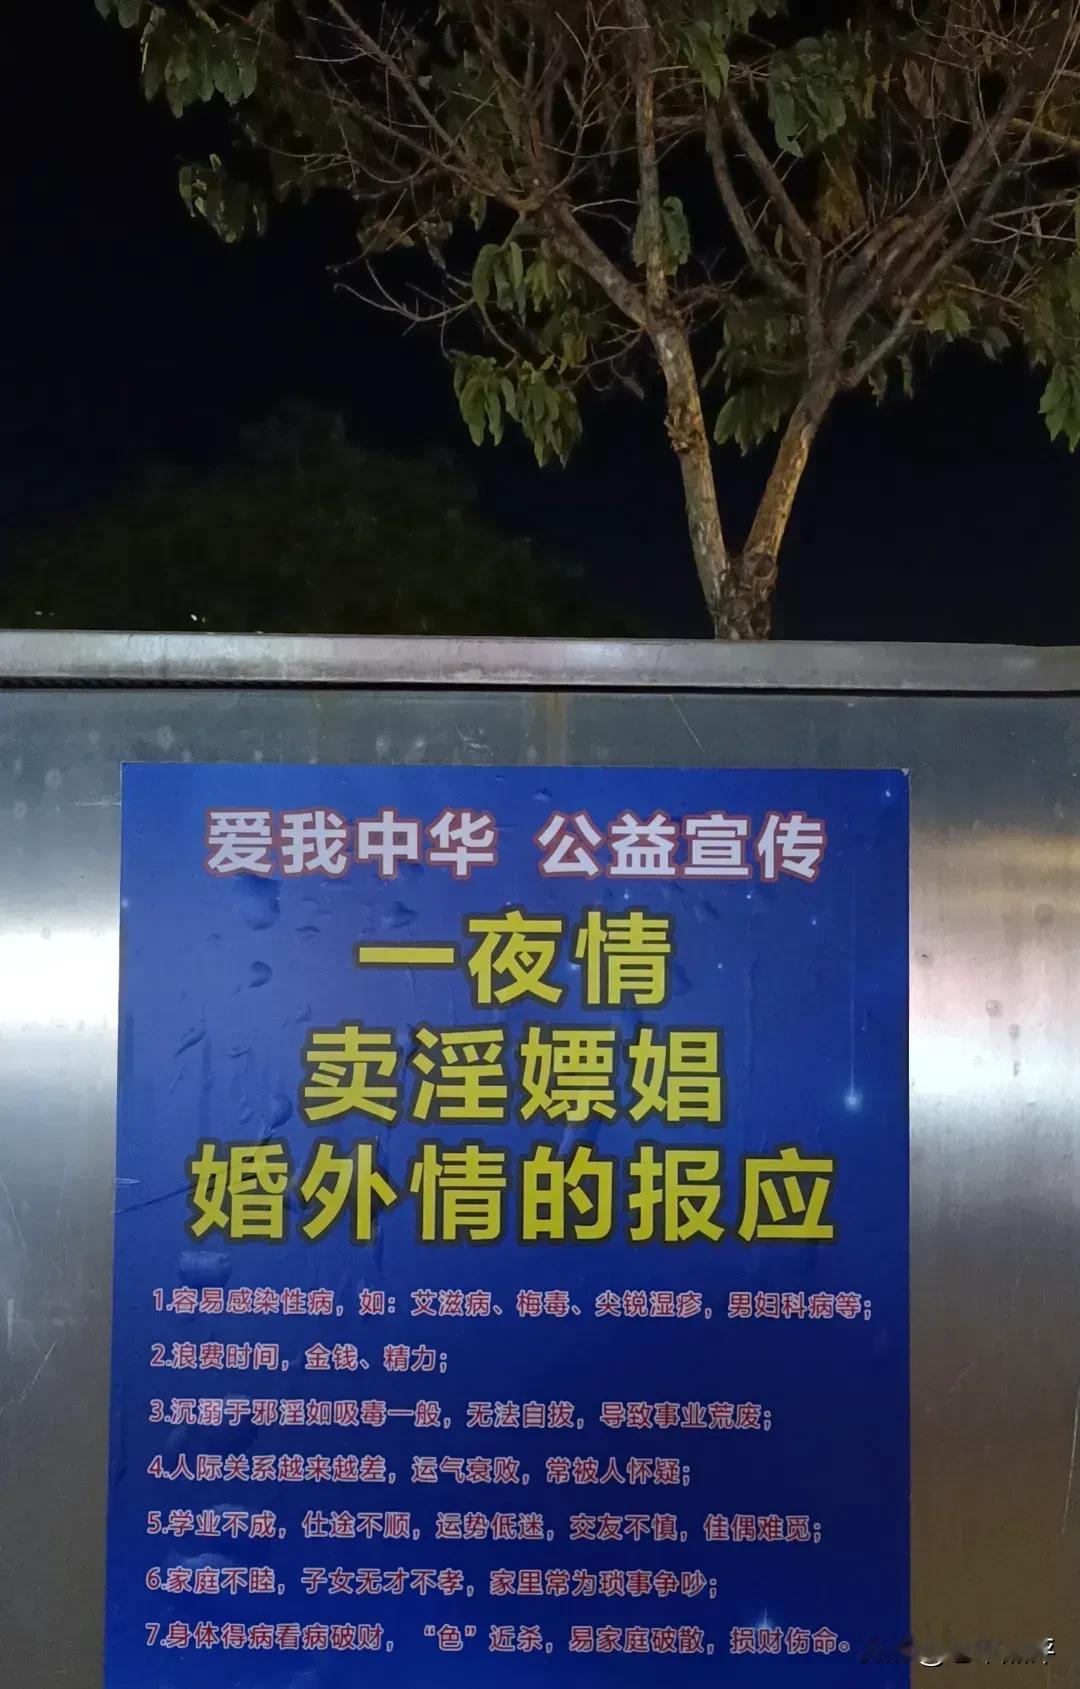 爱我中华 公益宣传
一夜情
卖淫嫖娼
婚外情的报应
1.容易感染性病，如：艾滋病、梅毒、尖锐湿疹，男妇科病等；
2.浪费时间，金钱、精力；
3.沉溺于邪淫如吸毒一般，无法自拔，导致事业荒废；
4.人际关系越来越差，运气衰败，常被人怀疑；
5.学业不成，仕途不顺，运势低迷，交友不慎，佳偶难觅；
6.家庭不睦，子女无才不孝，家里常为琐事争吵；
7.身体得病看病破财，“色”近杀，易家庭破散，损财伤命。